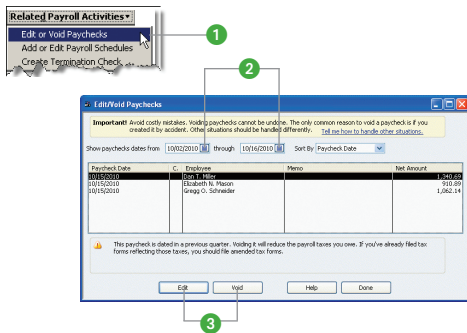 Related Payroll Activities
Edit or Void Paychecks
Add or Edit Payroll Schedules
Create Termination Check
1
2
Edit/Void Paychecks
Important! Avoid costly mistakes. Voiding paychecks cannot be undone. The only common reason to void a paycheck is if you
created it by accident. Other situations should be handled differently. Tell me how to handle other situations.
Show paychecks dates from 10/02/2010 through 10/16/2010 Sort By Paycheck Date
Paycheck Date C. Employee Memo Net Amount
10/15/2010 Dan T. Miller 1,340.69
10/15/2010 Elizabeth N. Mason 910.89
10/15/2010 Gregg O. Schneider 1,062.14
This paycheck is dated in a previous quarter. Voiding it will reduce the payroll taxes you owe. If you've already filed tax
forms reflecting those taxes, you should file amended tax forms.
Edit Void Help Done
3